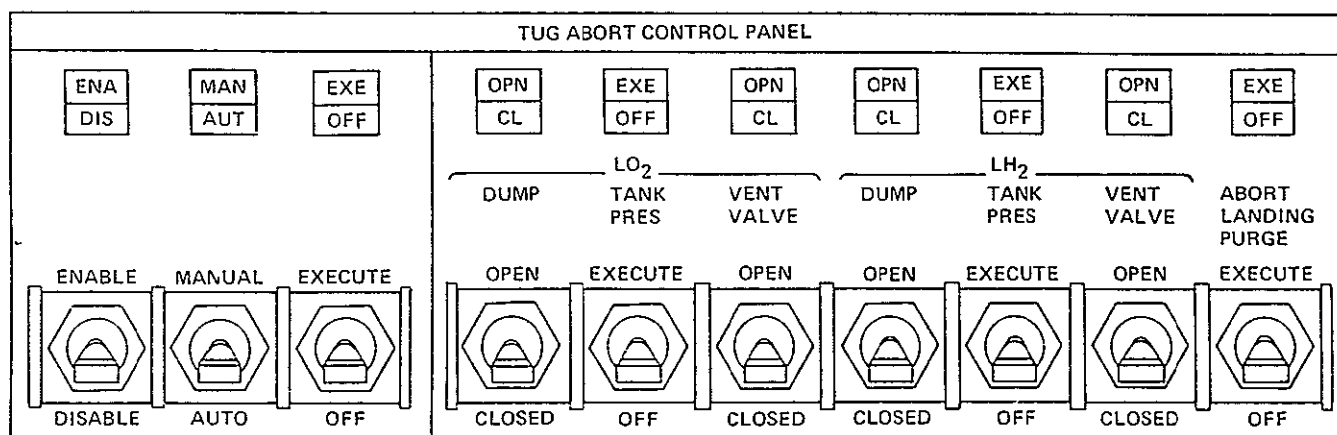 TUG ABORT CONTROL PANEL
ENA MAN EXE OPN EXE OPN OPN EXE OPN EXE
DIS AUT OFF CL OFF CL CL OFF CL OFF
LO2 LH2
DUMP TANK VENT DUMP TANK VENT ABORT
PRES VALVE PRES VALVE LANDING
PURGE
ENABLE MANUAL EXECUTE OPEN EXECUTE OPEN OPEN EXECUTE OPEN EXECUTE
DISABLE AUTO OFF CLOSED OFF CLOSED CLOSED OFF CLOSED OFF